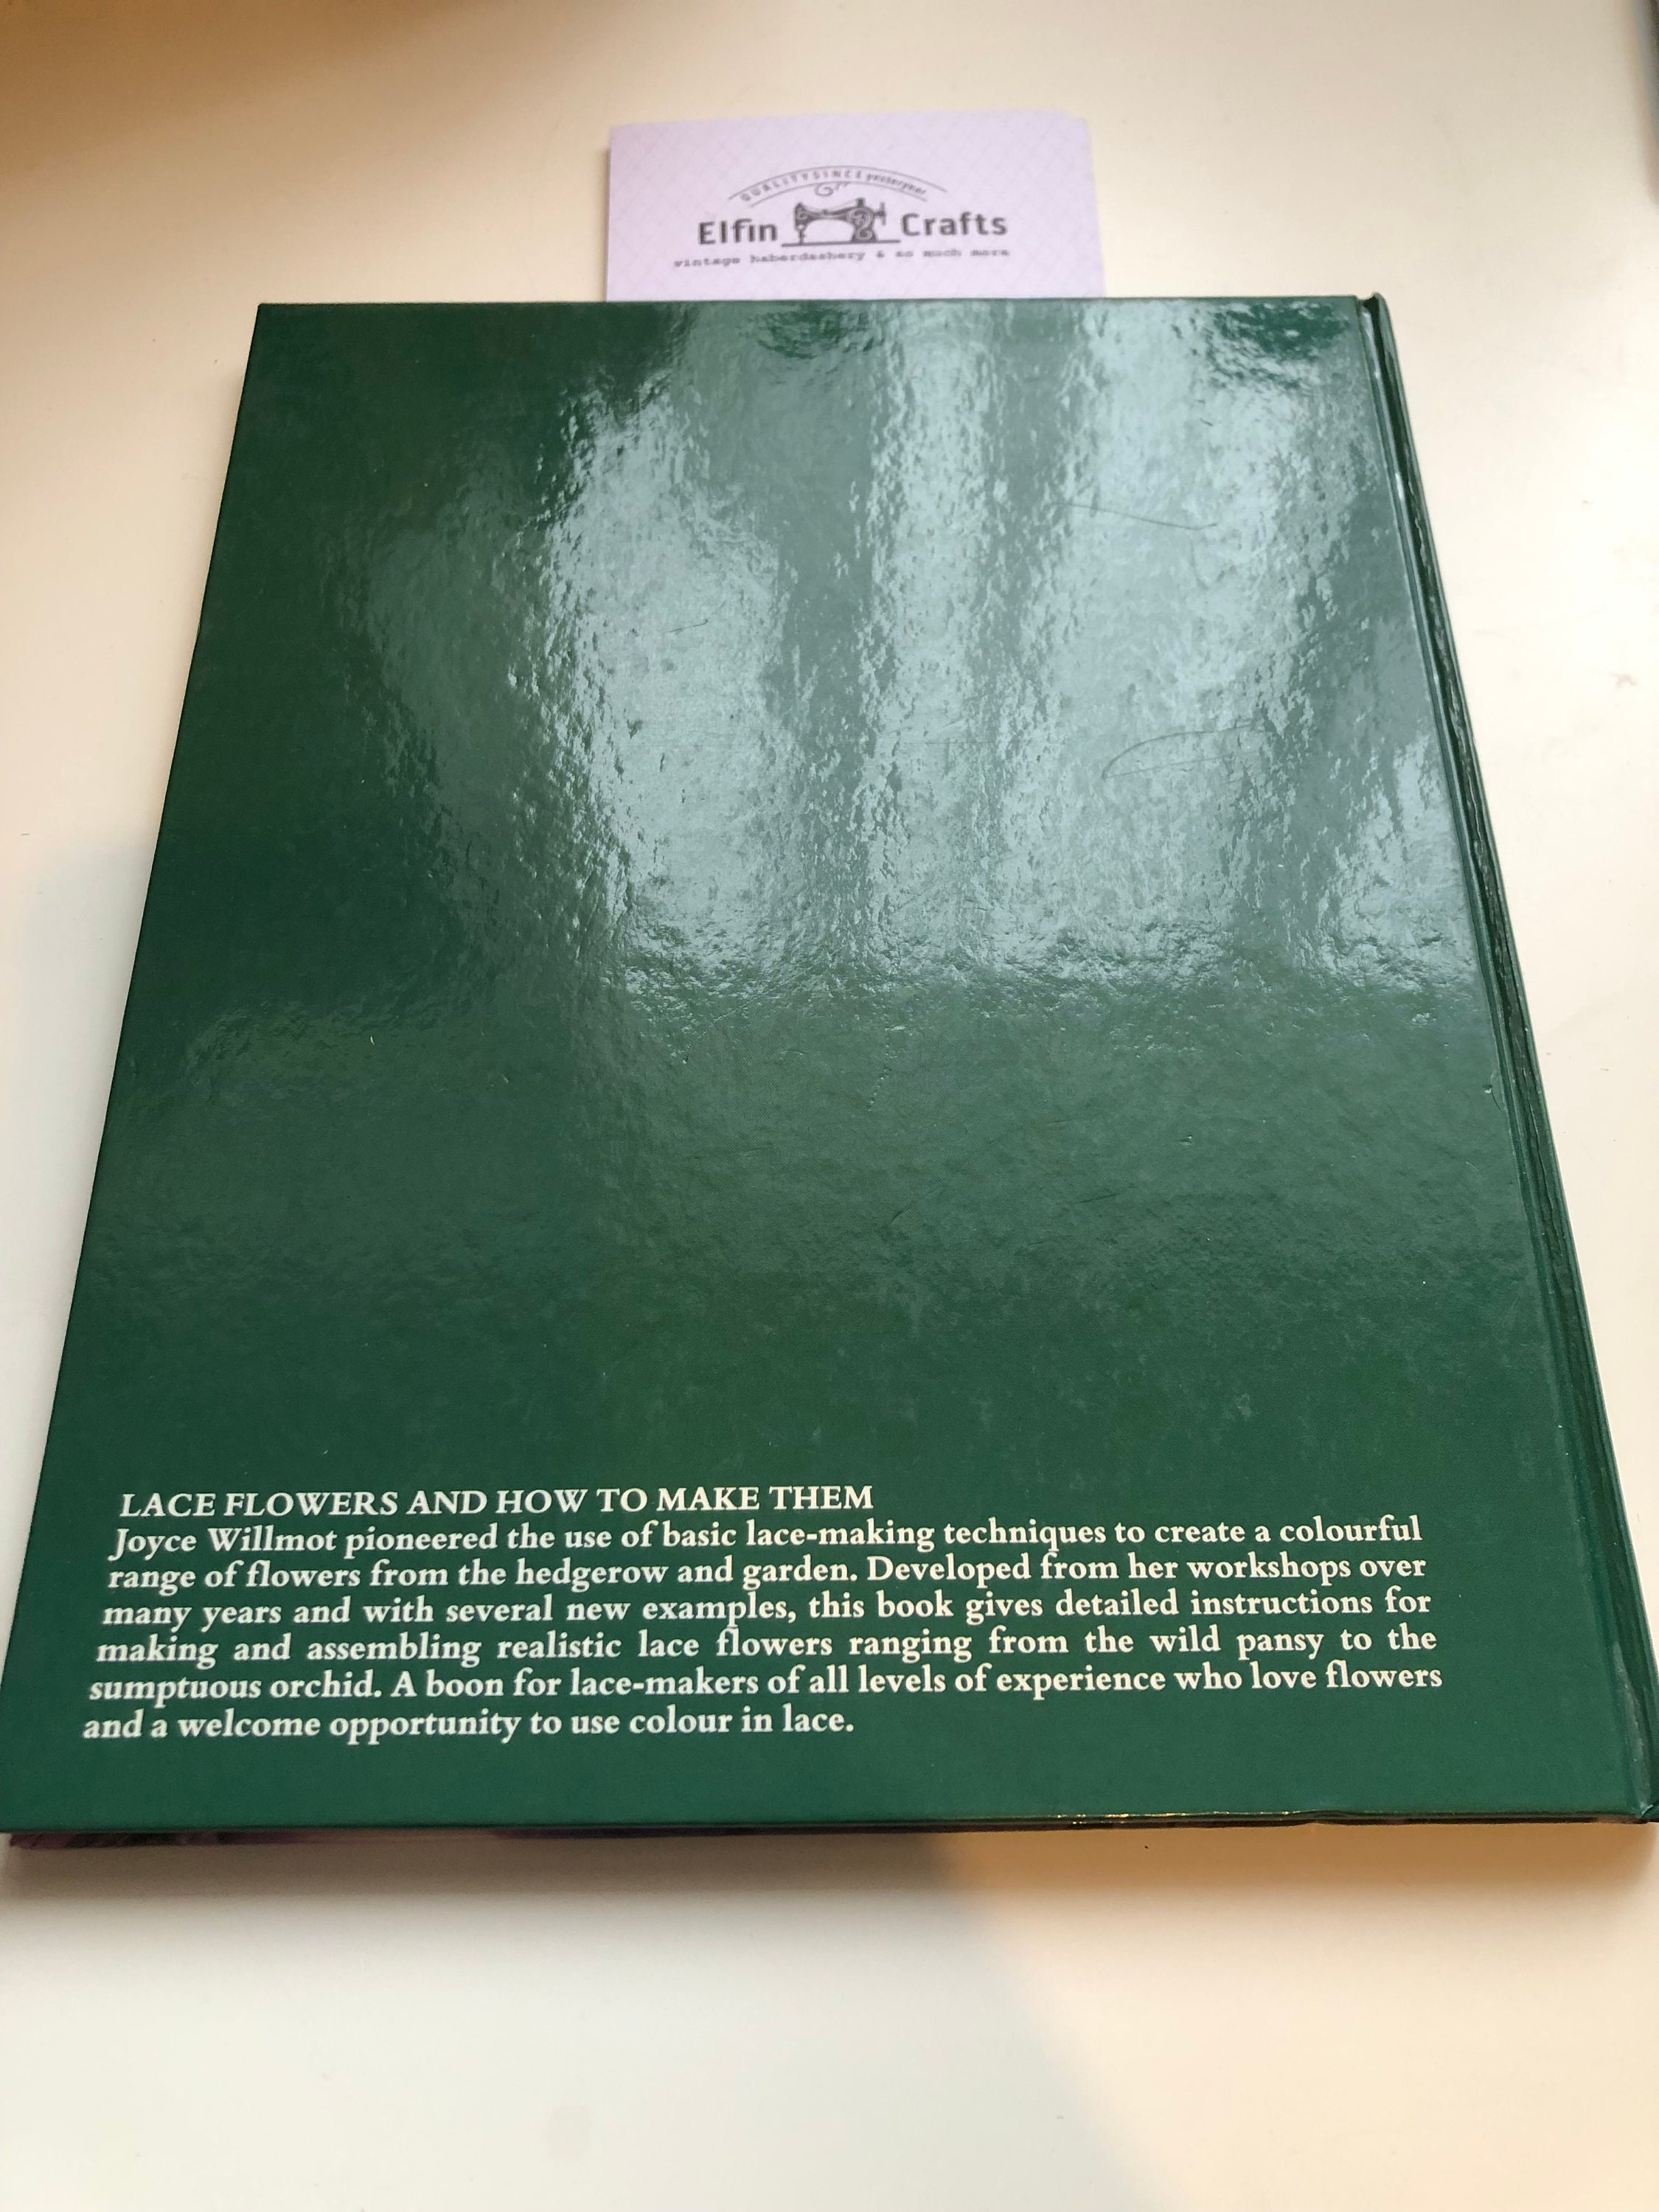 QUALITY SINCE yesteryear
Elfin Crafts
vintage haberdashery & so much more
LACE FLOWERS AND HOW TO MAKE THEM
Joyce Willmot pioneered the use of basic lace-making techniques to create a colourful
range of flowers from the hedgerow and garden. Developed from her workshops over
many years and with several new examples, this book gives detailed instructions for
making and assembling realistic lace flowers ranging from the wild pansy to the
sumptuous orchid. A boon for lace-makers of all levels of experience who love flowers
and a welcome opportunity to use colour in lace.